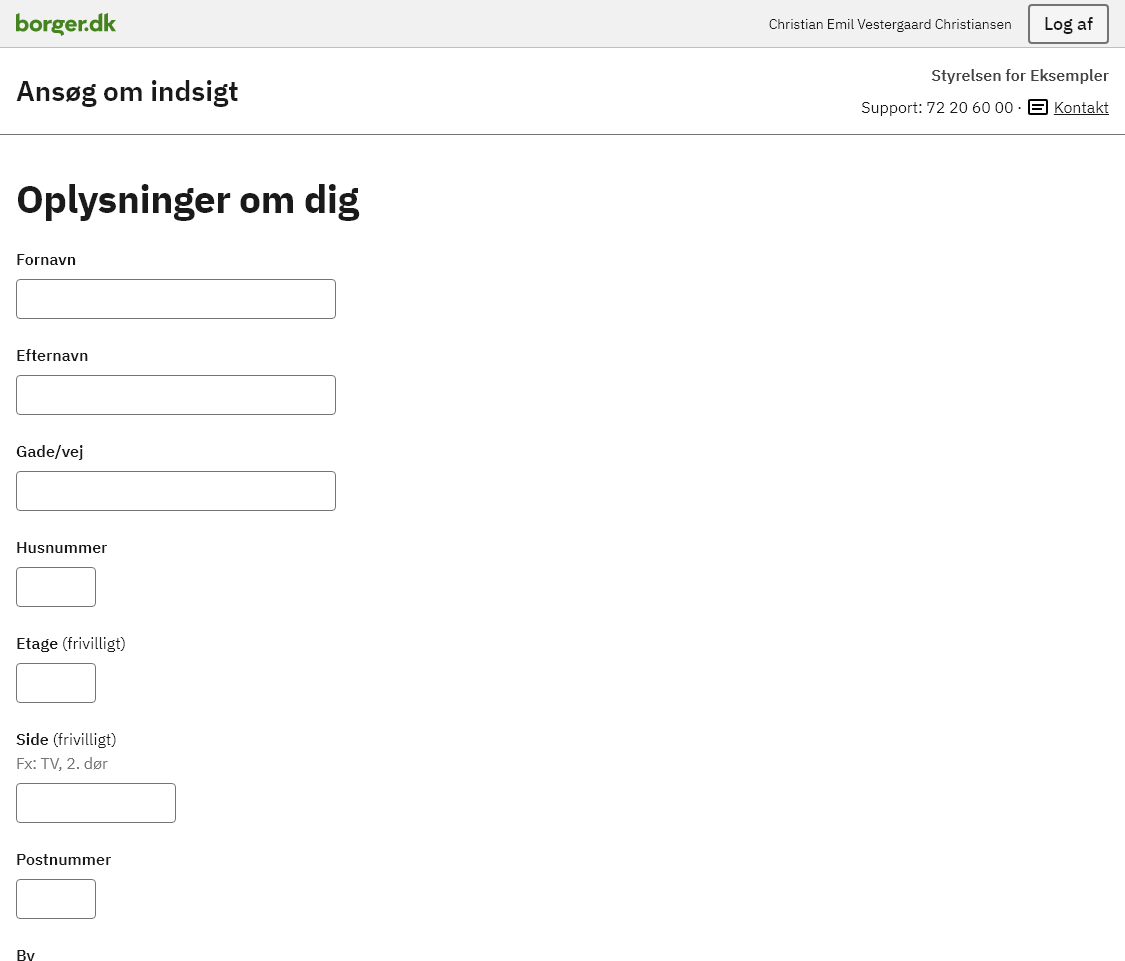 borger.dk
Christian Emil Vestergaard Christiansen
Log af
Ansøg om indsigt
Styrelsen for Eksempler
Support: 72 20 60 00 · Kontakt
Oplysninger om dig
Fornavn
Efternavn
Gade/vej
Husnummer
Etage (frivilligt)
Side (frivilligt)
Fx: TV, 2. dør
Postnummer
By